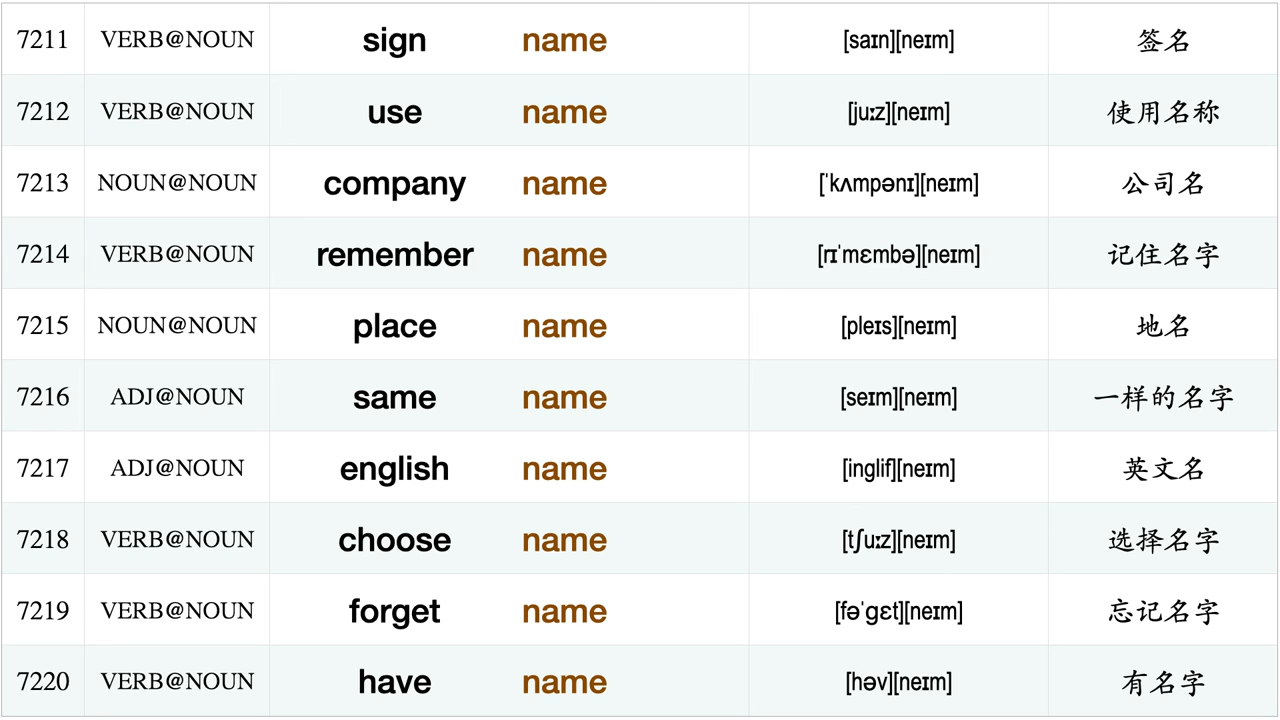 7211 VERB@NOUN sign name [saɪn][neɪm] 签名
7212 VERB@NOUN use name [juːz][neɪm] 使用名称
7213 NOUN@NOUN company name [ˈkʌmpənɪ][neɪm] 公司名
7214 VERB@NOUN remember name [rɪˈmɛmbə][neɪm] 记住名字
7215 NOUN@NOUN place name [pleɪs][neɪm] 地名
7216 ADJ@NOUN same name [seɪm][neɪm] 一样的名字
7217 ADJ@NOUN english name [inglif][neɪm] 英文名
7218 VERB@NOUN choose name [tʃuːz][neɪm] 选择名字
7219 VERB@NOUN forget name [fəˈɡɛt][neɪm] 忘记名字
7220 VERB@NOUN have name [həv][neɪm] 有名字